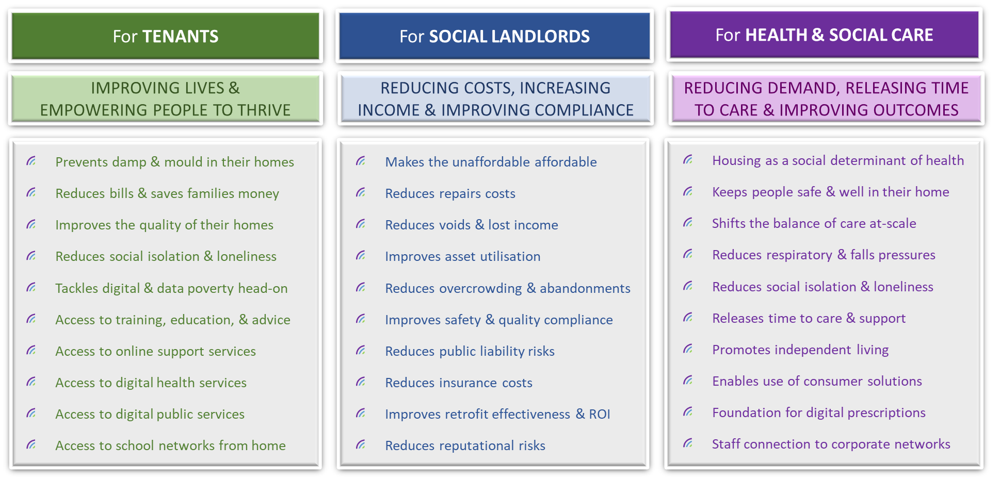 For TENANTS
IMPROVING LIVES &
EMPOWERING PEOPLE TO THRIVE
Prevents damp & mould in their homes
Reduces bills & saves families money
Improves the quality of their homes
Reduces social isolation & loneliness
Tackles digital & data poverty head-on
Access to training, education, & advice
Access to online support services
Access to digital health services
Access to digital public services
Access to school networks from home
For SOCIAL LANDLORDS
REDUCING COSTS, INCREASING
INCOME & IMPROVING COMPLIANCE
Makes the unaffordable affordable
Reduces repairs costs
Reduces voids & lost income
Improves asset utilisation
Reduces overcrowding & abandonments
Improves safety & quality compliance
Reduces public liability risks
Reduces insurance costs
Improves retrofit effectiveness & ROI
Reduces reputational risks
For HEALTH & SOCIAL CARE
REDUCING DEMAND, RELEASING TIME
TO CARE & IMPROVING OUTCOMES
Housing as a social determinant of health
Keeps people safe & well in their home
Shifts the balance of care at-scale
Reduces respiratory & falls pressures
Reduces social isolation & loneliness
Releases time to care & support
Promotes independent living
Enables use of consumer solutions
Foundation for digital prescriptions
Staff connection to corporate networks